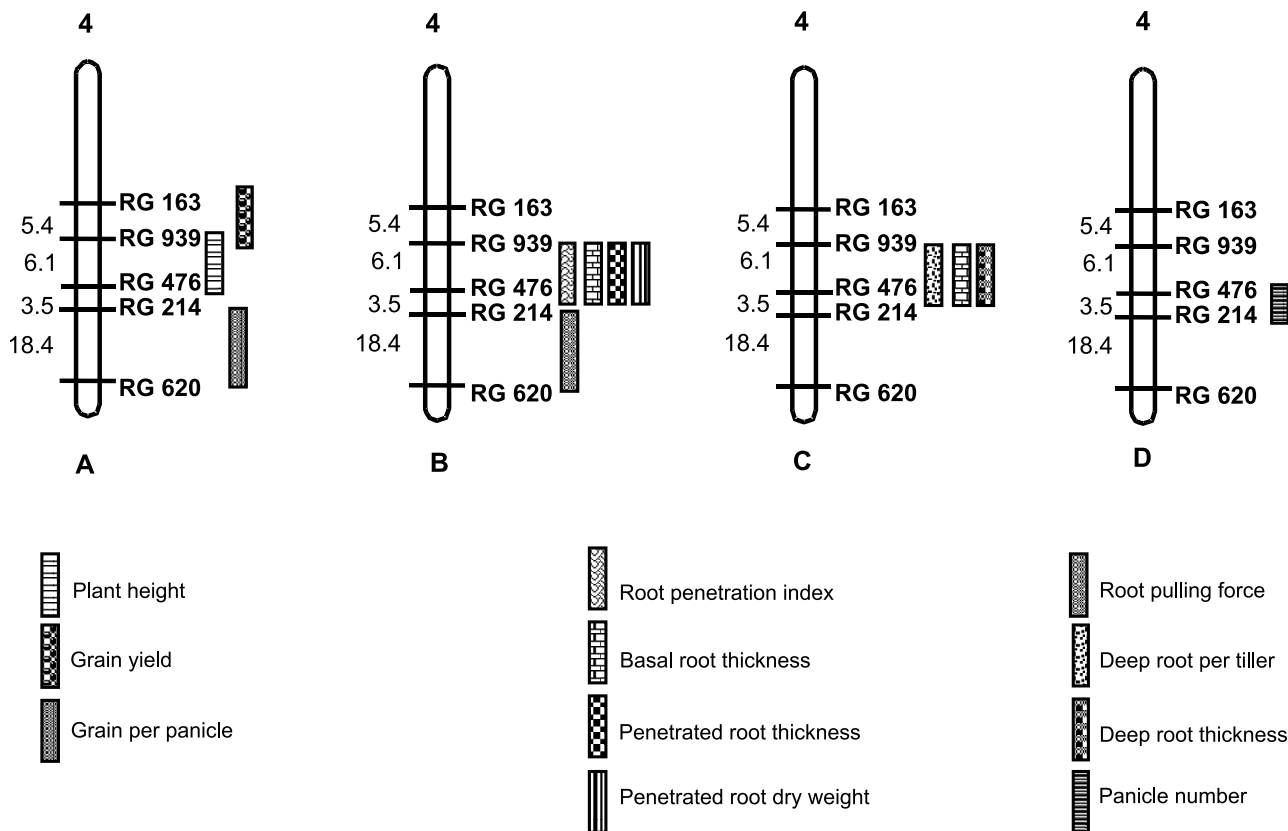 4
RG 163
5.4
RG 939
6.1
RG 476
3.5
RG 214
18.4
RG 620
A
4
RG 163
5.4
RG 939
6.1
RG 476
3.5
RG 214
18.4
RG 620
B
4
RG 163
5.4
RG 939
6.1
RG 476
3.5
RG 214
18.4
RG 620
C
4
RG 163
5.4
RG 939
6.1
RG 476
3.5
RG 214
18.4
RG 620
D
Plant height
Grain yield
Grain per panicle
Root penetration index
Basal root thickness
Penetrated root thickness
Penetrated root dry weight
Root pulling force
Deep root per tiller
Deep root thickness
Panicle number